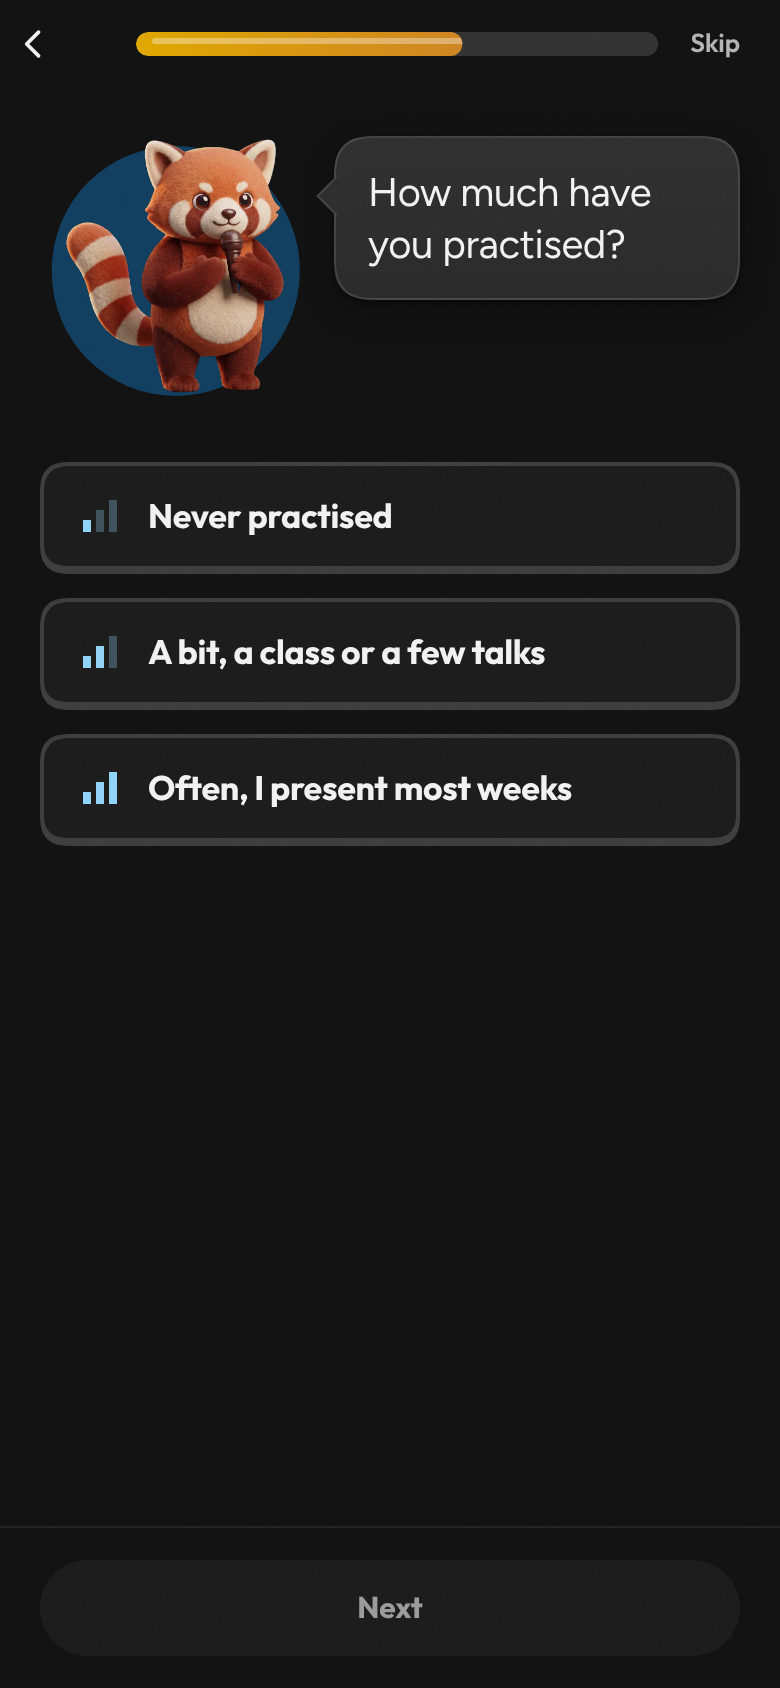 Skip
How much have
you practised?
Never practised
A bit, a class or a few talks
Often, I present most weeks
Next